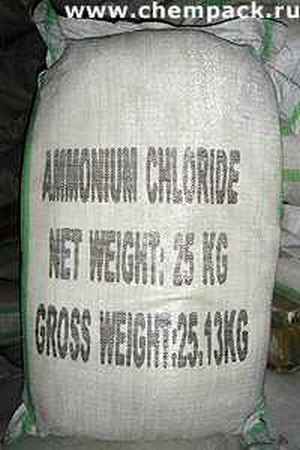 www.chempack.ru
AMMONIUM CHLORIDE
NET WEIGHT: 25 KG
GROSS WEIGHT:25.13KG